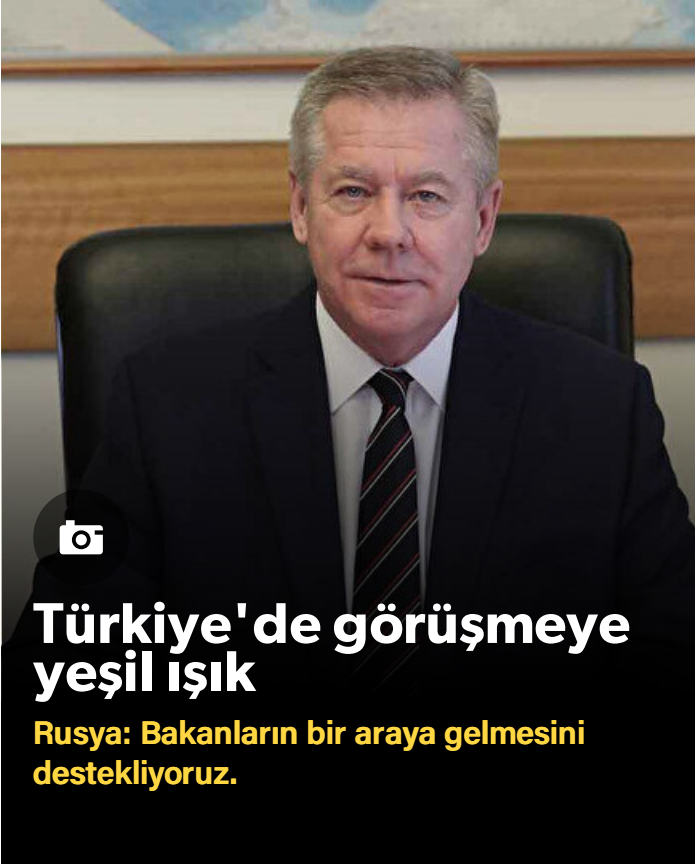 Türkiye'de görüşmeye
yeşil ışık
Rusya: Bakanların bir araya gelmesini
destekliyoruz.